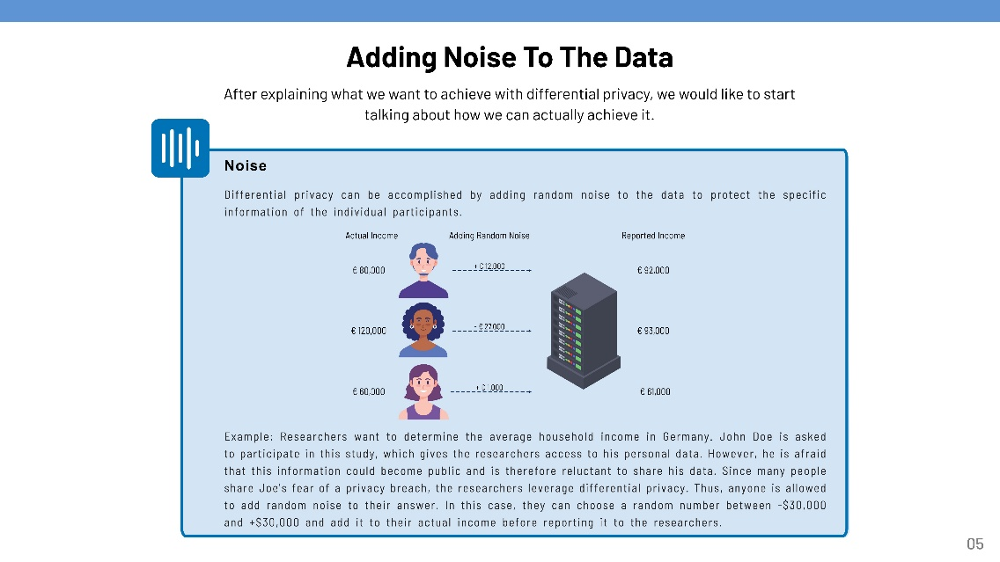 Adding Noise To The Data
After explaining what we want to achieve with differential privacy, we would like to start
talking about how we can actually achieve it.
Noise
Differential privacy can be accomplished by adding random noise to the data to protect the specific
information of the individual participants.
Actual Income Adding Random Noise Reported Income
€ 80,000 + € 12,000 € 92,000
€ 120,000 - € 27,000 € 93,000
€ 60,000 + € 1,000 € 61,000
Example: Researchers want to determine the average household income in Germany. John Doe is asked
to participate in this study, which gives the researchers access to his personal data. However, he is afraid
that this information could become public and is therefore reluctant to share his data. Since many people
share Joe's fear of a privacy breach, the researchers leverage differential privacy. Thus, anyone is allowed
to add random noise to their answer. In this case, they can choose a random number between -$30,000
and +$30,000 and add it to their actual income before reporting it to the researchers.
05